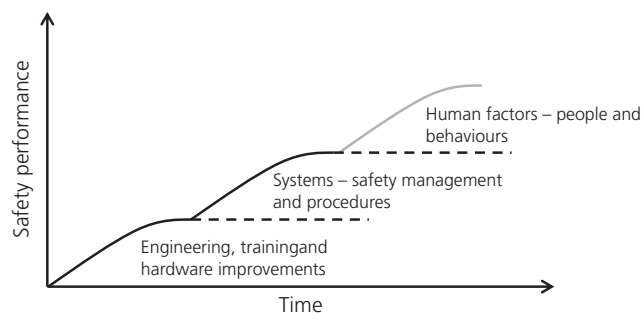 Safety performance
Human factors – people and
behaviours
Systems – safety management
and procedures
Engineering, trainingand
hardware improvements
Time